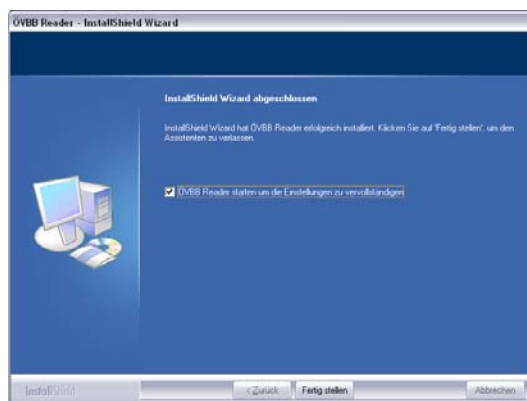 ÖVBB Reader - InstallShield Wizard
InstallShield Wizard abgeschlossen
InstallShield Wizard hat ÖVBB Reader erfolgreich installiert. Klicken Sie auf 'Fertig stellen', um den
Assistenten zu verlassen.
ÖVBB Reader starten um die Einstellungen zu vervollständigen
InstallShield
< Zurück
Fertig stellen
Abbrechen